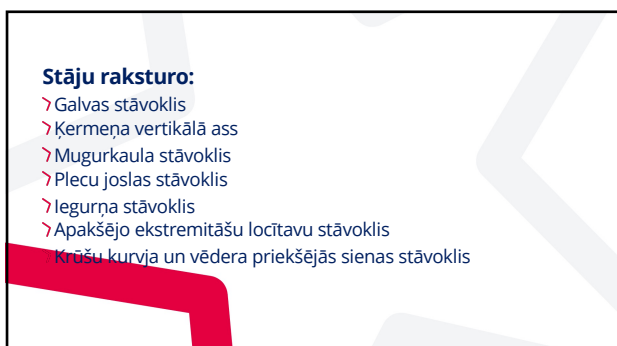 Stāju raksturo:
Galvas stāvoklis
Ķermeņa vertikālā ass
Mugurkaula stāvoklis
Plecu joslas stāvoklis
Iegurņa stāvoklis
Apakšējo ekstremitāšu locītavu stāvoklis
Krūšu kurvja un vēdera priekšējās sienas stāvoklis